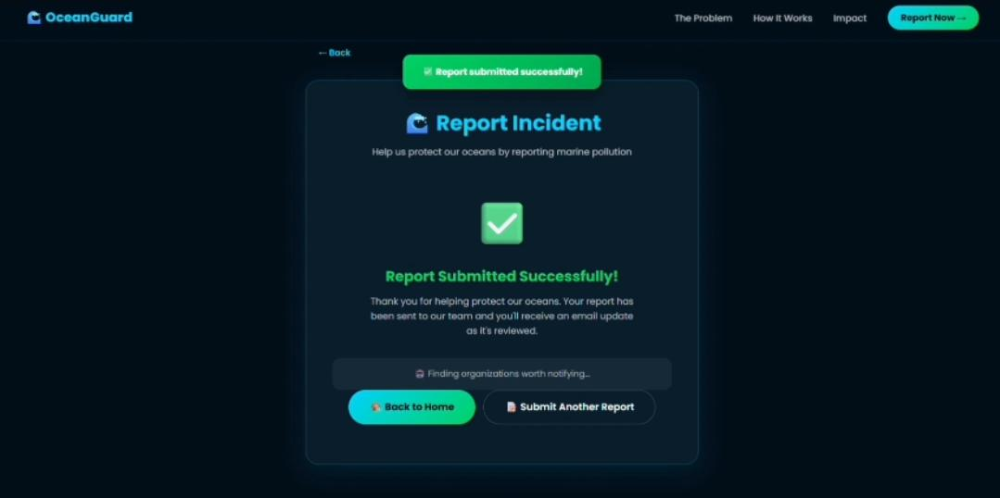 OceanGuard
The Problem
How It Works
Impact
Report Now →
← Back
Report submitted successfully!
Report Incident
Help us protect our oceans by reporting marine pollution
Report Submitted Successfully!
Thank you for helping protect our oceans. Your report has
been sent to our team and you'll receive an email update
as it's reviewed.
Finding organizations worth notifying...
Back to Home
Submit Another Report